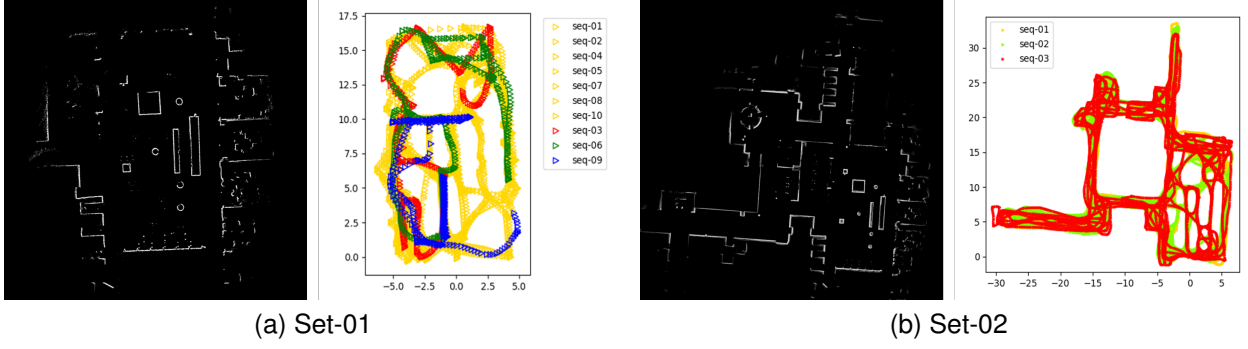 17.5
15.0
12.5
10.0
7.5
5.0
2.5
0.0
−5.0 −2.5 0.0 2.5 5.0
seq-01
seq-02
seq-04
seq-05
seq-07
seq-08
seq-10
seq-03
seq-06
seq-09
seq-01
seq-02
seq-03
30
25
20
15
10
5
0
−30 −25 −20 −15 −10 −5 0 5
(a) Set-01
(b) Set-02